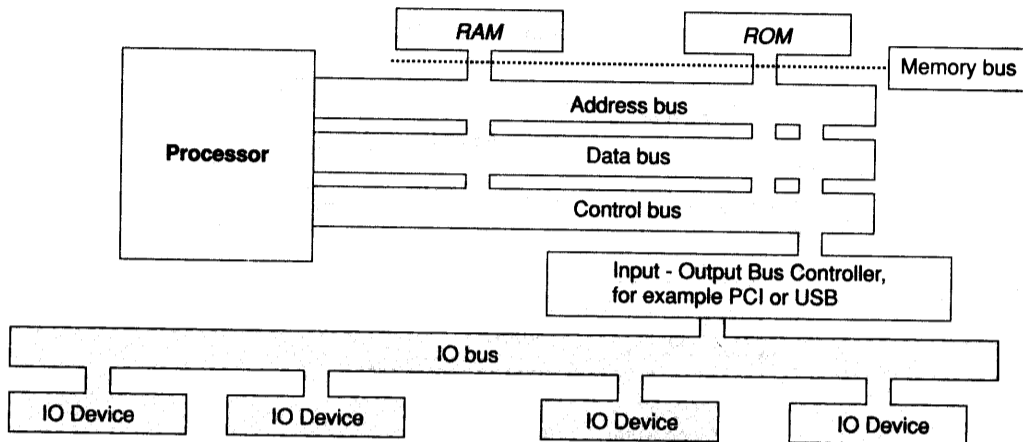 RAM
ROM
Memory bus
Address bus
Processor
Data bus
Control bus
Input - Output Bus Controller,
for example PCI or USB
IO bus
IO Device
IO Device
IO Device
IO Device